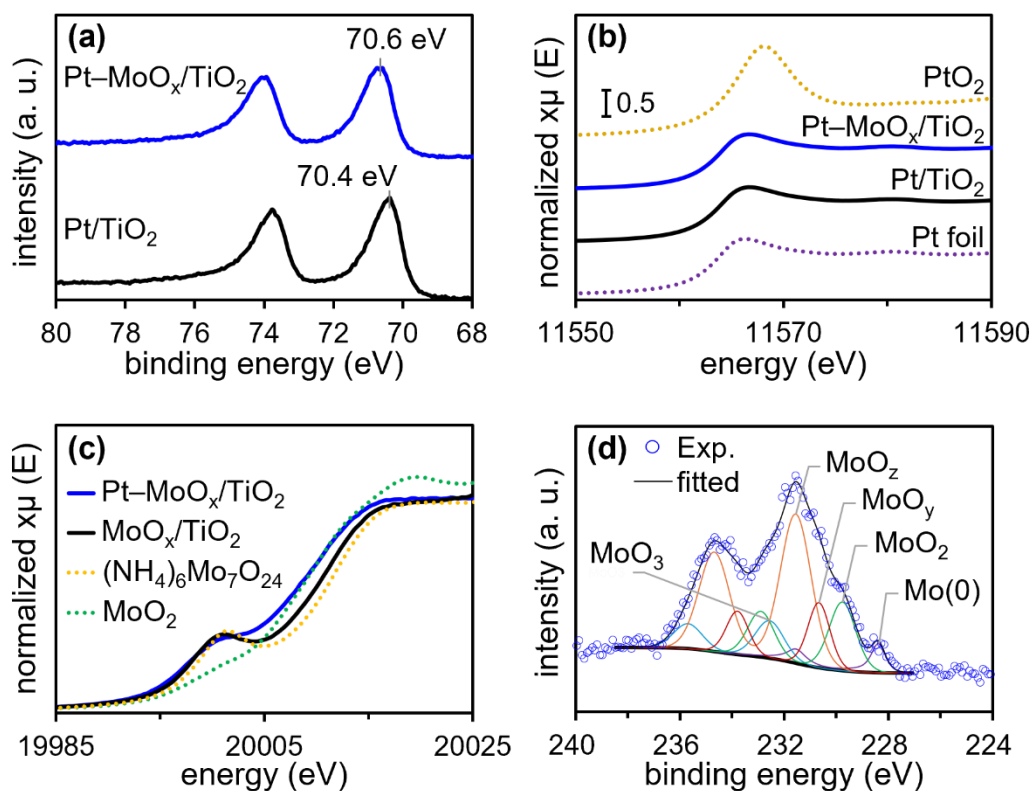 (a)
70.6 eV
Pt–MoOₓ/TiO₂
70.4 eV
Pt/TiO₂
intensity (a. u.)
80 78 76 74 72 70 68
binding energy (eV)
(b)
PtO₂
0.5
Pt–MoOₓ/TiO₂
Pt/TiO₂
Pt foil
normalized xμ (E)
11550 11570 11590
energy (eV)
(c)
Pt–MoOₓ/TiO₂
MoOₓ/TiO₂
(NH₄)₆Mo₇O₂₄
MoO₂
normalized xμ (E)
19985 20005 20025
energy (eV)
(d)
Exp.
fitted
MoO_z
MoO_y
MoO₃
MoO₂
Mo(0)
intensity (a. u.)
240 236 232 228 224
binding energy (eV)